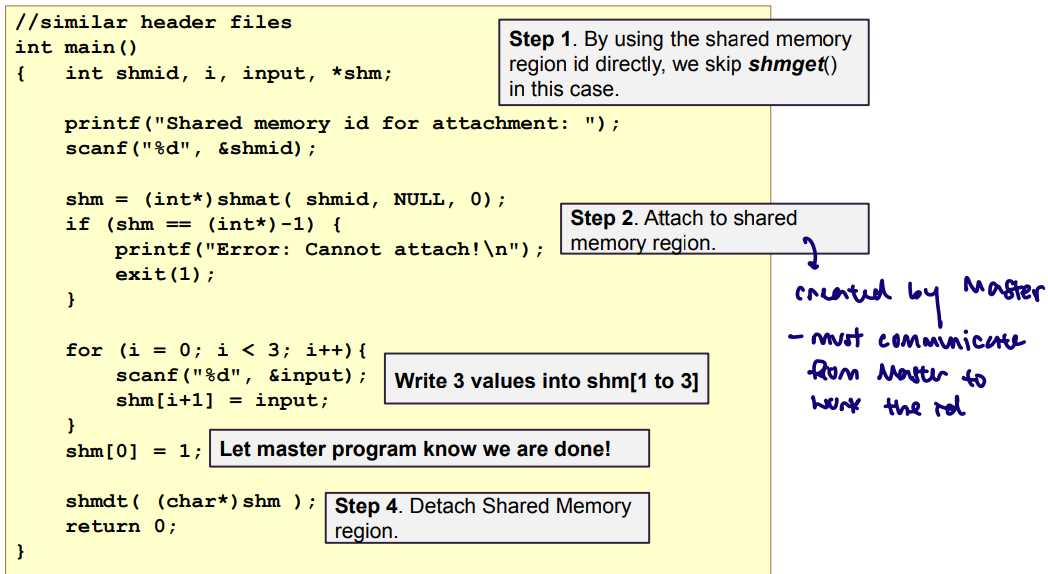 //similar header files
int main()
{ int shmid, i, input, *shm;
Step 1. By using the shared memory
region id directly, we skip shmget()
in this case.
printf("Shared memory id for attachment: ");
scanf("%d", &shmid);
shm = (int*)shmat( shmid, NULL, 0);
if (shm == (int*)-1) {
printf("Error: Cannot attach!\n");
exit(1);
}
Step 2. Attach to shared
memory region.
created by Master
- must communicate
from Master to
work the id
for (i = 0; i < 3; i++){
scanf("%d", &input);
shm[i+1] = input;
}
Write 3 values into shm[1 to 3]
shm[0] = 1;
Let master program know we are done!
shmdt( (char*)shm );
return 0;
}
Step 4. Detach Shared Memory
region.